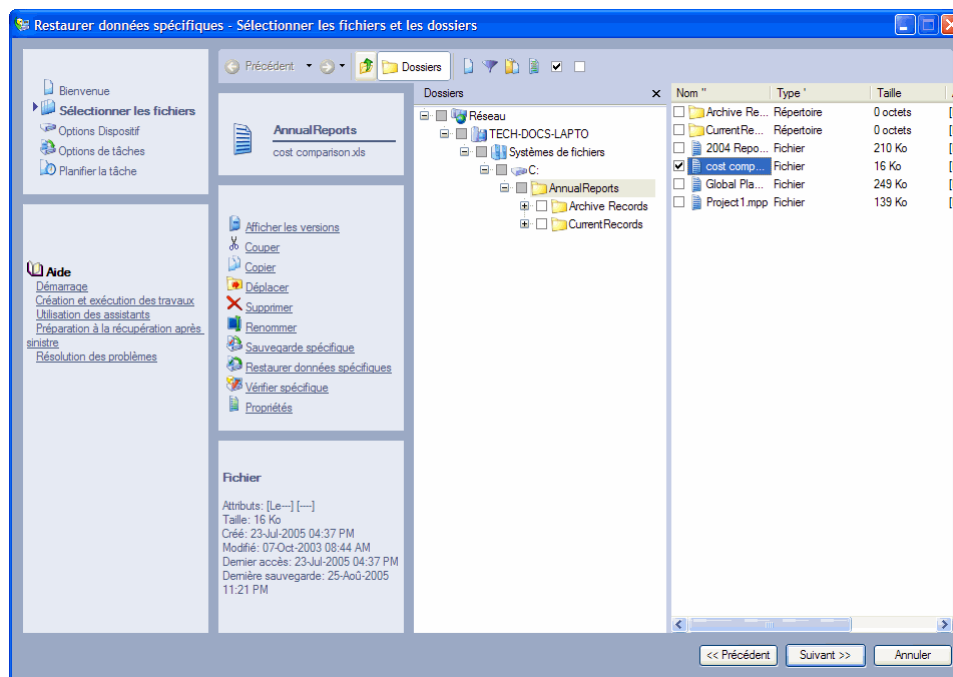 Restaurer données spécifiques - Sélectionner les fichiers et les dossiers
Bienvenue
Sélectionner les fichiers
Options Dispositif
Options de tâches
Planifier la tâche
Aide
Démarrage
Création et exécution des travaux
Utilisation des assistants
Préparation à la récupération après
sinistre
Résolution des problèmes
Précédent
Dossiers
AnnualReports
cost comparison.xls
Afficher les versions
Couper
Copier
Déplacer
Supprimer
Renommer
Sauvegarde spécifique
Restaurer données spécifiques
Vérifier spécifique
Propriétés
Fichier
Attributs: [Le---] [----]
Taille: 16 Ko
Créé: 23-Jul-2005 04:37 PM
Modifié: 07-Oct-2003 08:44 AM
Dernier accès: 23-Jul-2005 04:37 PM
Dernière sauvegarde: 25-Aoû-2005
11:21 PM
Dossiers
Réseau
TECH-DOCS-LAPTO
Systèmes de fichiers
C:
AnnualReports
Archive Records
CurrentRecords
Nom " Type ' Taille
Archive Re... Répertoire 0 octets
CurrentRe... Répertoire 0 octets
2004 Repo... Fichier 210 Ko
cost comp... Fichier 16 Ko
Global Pla... Fichier 249 Ko
Project1.mpp Fichier 139 Ko
<< Précédent Suivant >> Annuler